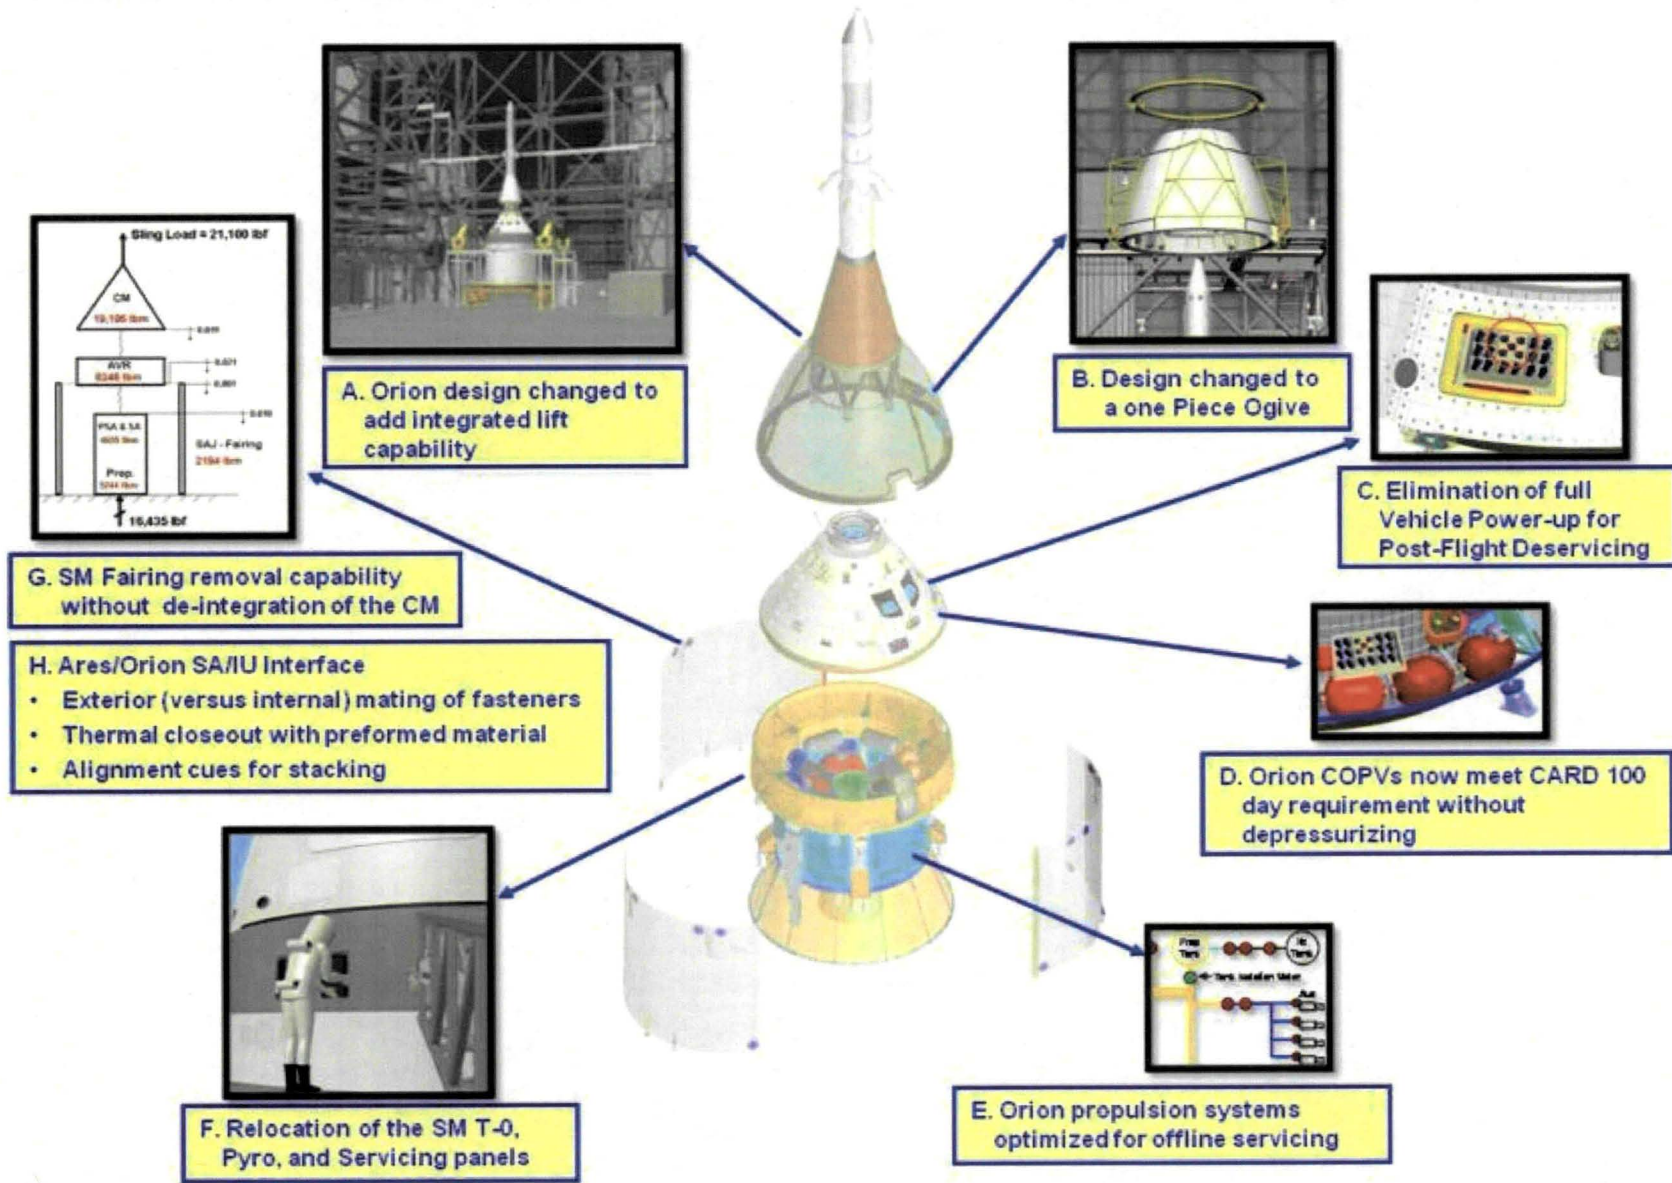 A. Orion design changed to
add integrated lift
capability
B. Design changed to
a one Piece Ogive
C. Elimination of full
Vehicle Power-up for
Post-Flight Deservicing
D. Orion COPVs now meet CARD 100
day requirement without
depressurizing
E. Orion propulsion systems
optimized for offline servicing
F. Relocation of the SM T-0,
Pyro, and Servicing panels
G. SM Fairing removal capability
without de-integration of the CM
H. Ares/Orion SA/IU Interface
• Exterior (versus internal) mating of fasteners
• Thermal closeout with preformed material
• Alignment cues for stacking
Sling Load = 21,100 lbf
CM
AVR
SAJ - Fairing
2194 lbm
Prop.
16,435 lbf
Prop
Tank
Tank
Tank Isolation